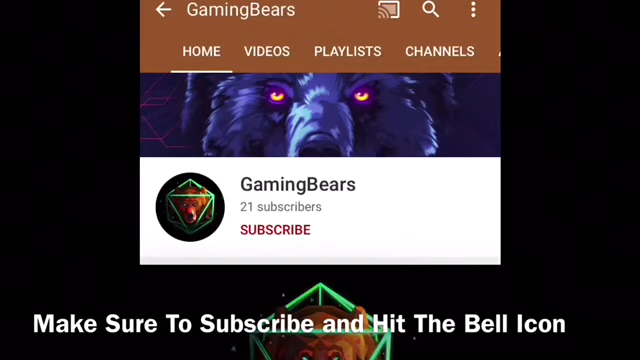 GamingBears
HOME VIDEOS PLAYLISTS CHANNELS
GamingBears
21 subscribers
SUBSCRIBE
Make Sure To Subscribe and Hit The Bell Icon